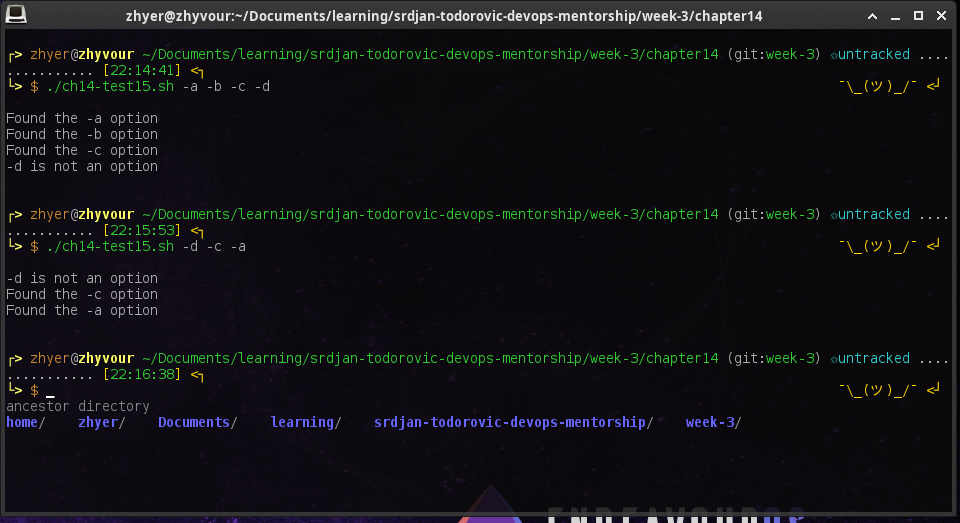 zhyer@zhyvour:~/Documents/learning/srdjan-todorovic-devops-mentorship/week-3/chapter14
┌> zhyer@zhyvour ~/Documents/learning/srdjan-todorovic-devops-mentorship/week-3/chapter14 (git:week-3) ✩untracked ....
........... [22:14:41] <┐
└> $ ./ch14-test15.sh -a -b -c -d ¯\_(ツ)_/¯ <┘
Found the -a option
Found the -b option
Found the -c option
-d is not an option
┌> zhyer@zhyvour ~/Documents/learning/srdjan-todorovic-devops-mentorship/week-3/chapter14 (git:week-3) ✩untracked ....
........... [22:15:53] <┐
└> $ ./ch14-test15.sh -d -c -a ¯\_(ツ)_/¯ <┘
-d is not an option
Found the -c option
Found the -a option
┌> zhyer@zhyvour ~/Documents/learning/srdjan-todorovic-devops-mentorship/week-3/chapter14 (git:week-3) ✩untracked ....
........... [22:16:38] <┐
└> $ _ ¯\_(ツ)_/¯ <┘
ancestor directory
home/ zhyer/ Documents/ learning/ srdjan-todorovic-devops-mentorship/ week-3/
ENDEAVOUROS